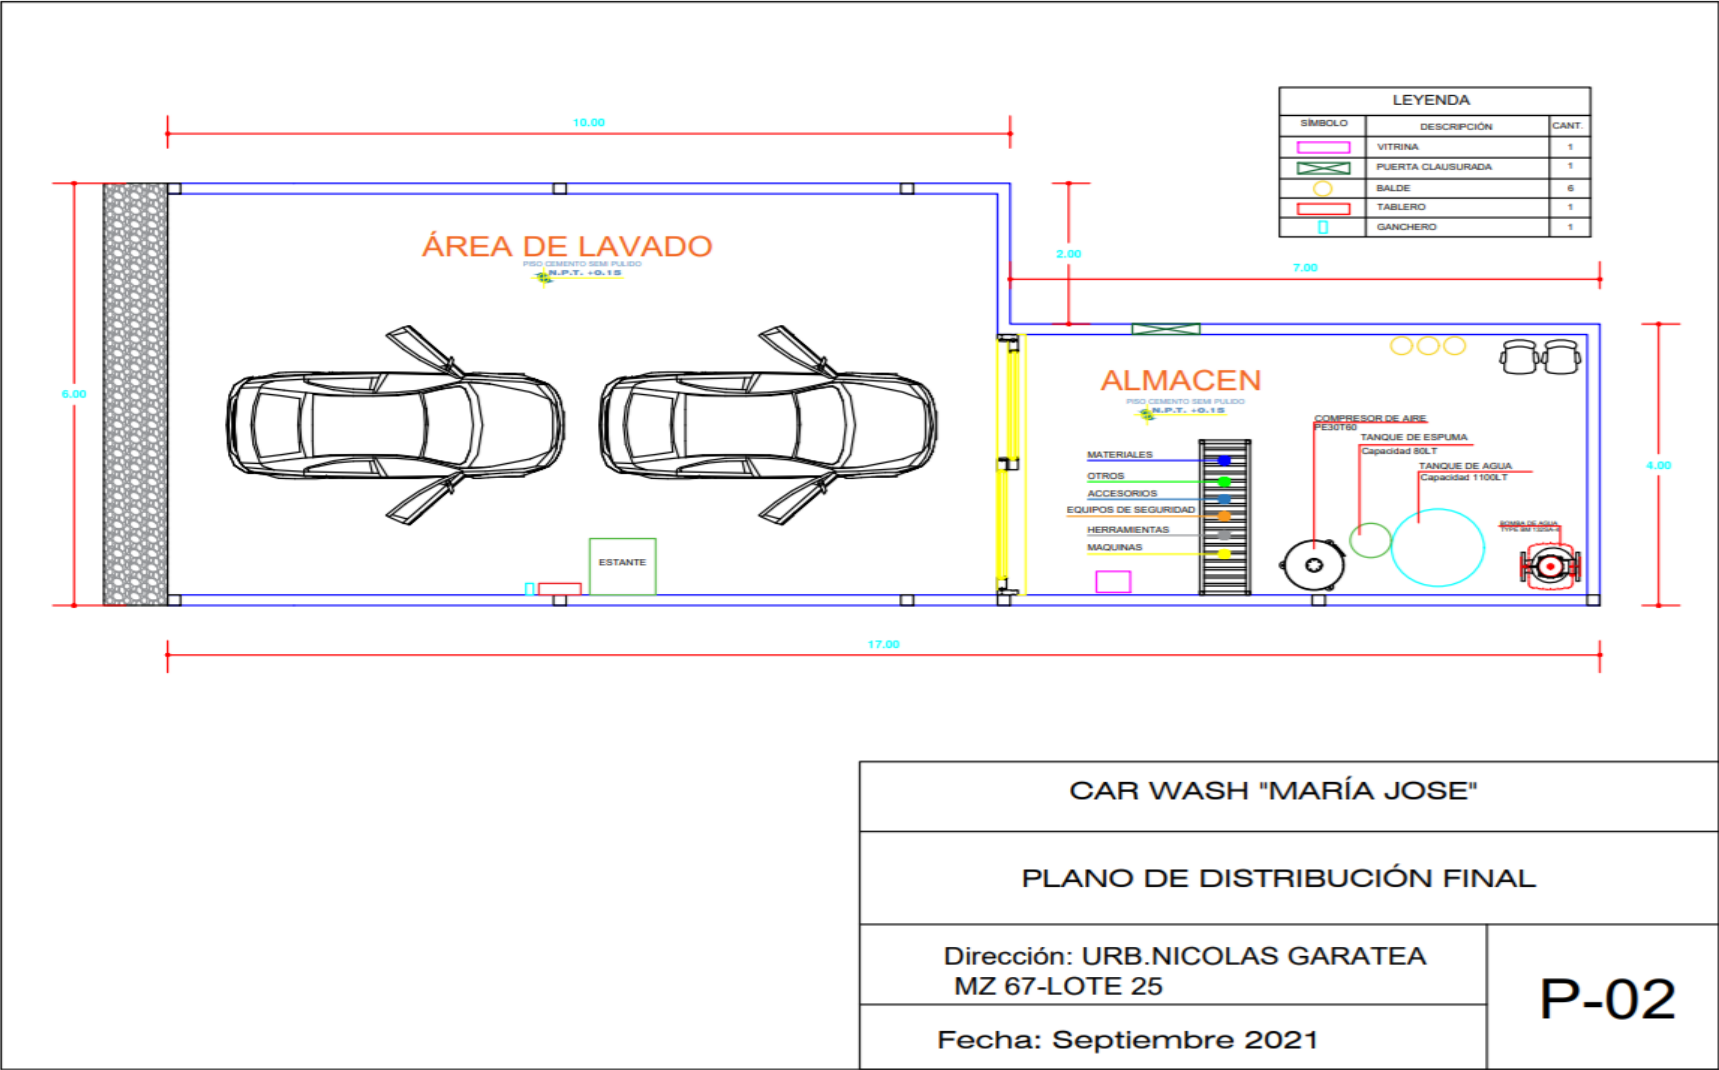 10.00
LEYENDA
SÍMBOLO DESCRIPCIÓN CANT.
VITRINA 1
PUERTA CLAUSURADA 1
BALDE 6
TABLERO 1
GANCHERO 1
ÁREA DE LAVADO
PISO CEMENTO SEMI PULIDO
N.P.T. +0.15
2.00
7.00
6.00
ALMACEN
PISO CEMENTO SEMI PULIDO
N.P.T. +0.15
COMPRESOR DE AIRE
PE30T60
TANQUE DE ESPUMA
Capacidad 80LT
TANQUE DE AGUA
Capacidad 1100LT
BOMBA DE AGUA
4.00
MATERIALES
OTROS
ACCESORIOS
EQUIPOS DE SEGURIDAD
HERRAMIENTAS
MAQUINAS
ESTANTE
17.00
CAR WASH "MARÍA JOSE"
PLANO DE DISTRIBUCIÓN FINAL
Dirección: URB.NICOLAS GARATEA
MZ 67-LOTE 25
P-02
Fecha: Septiembre 2021